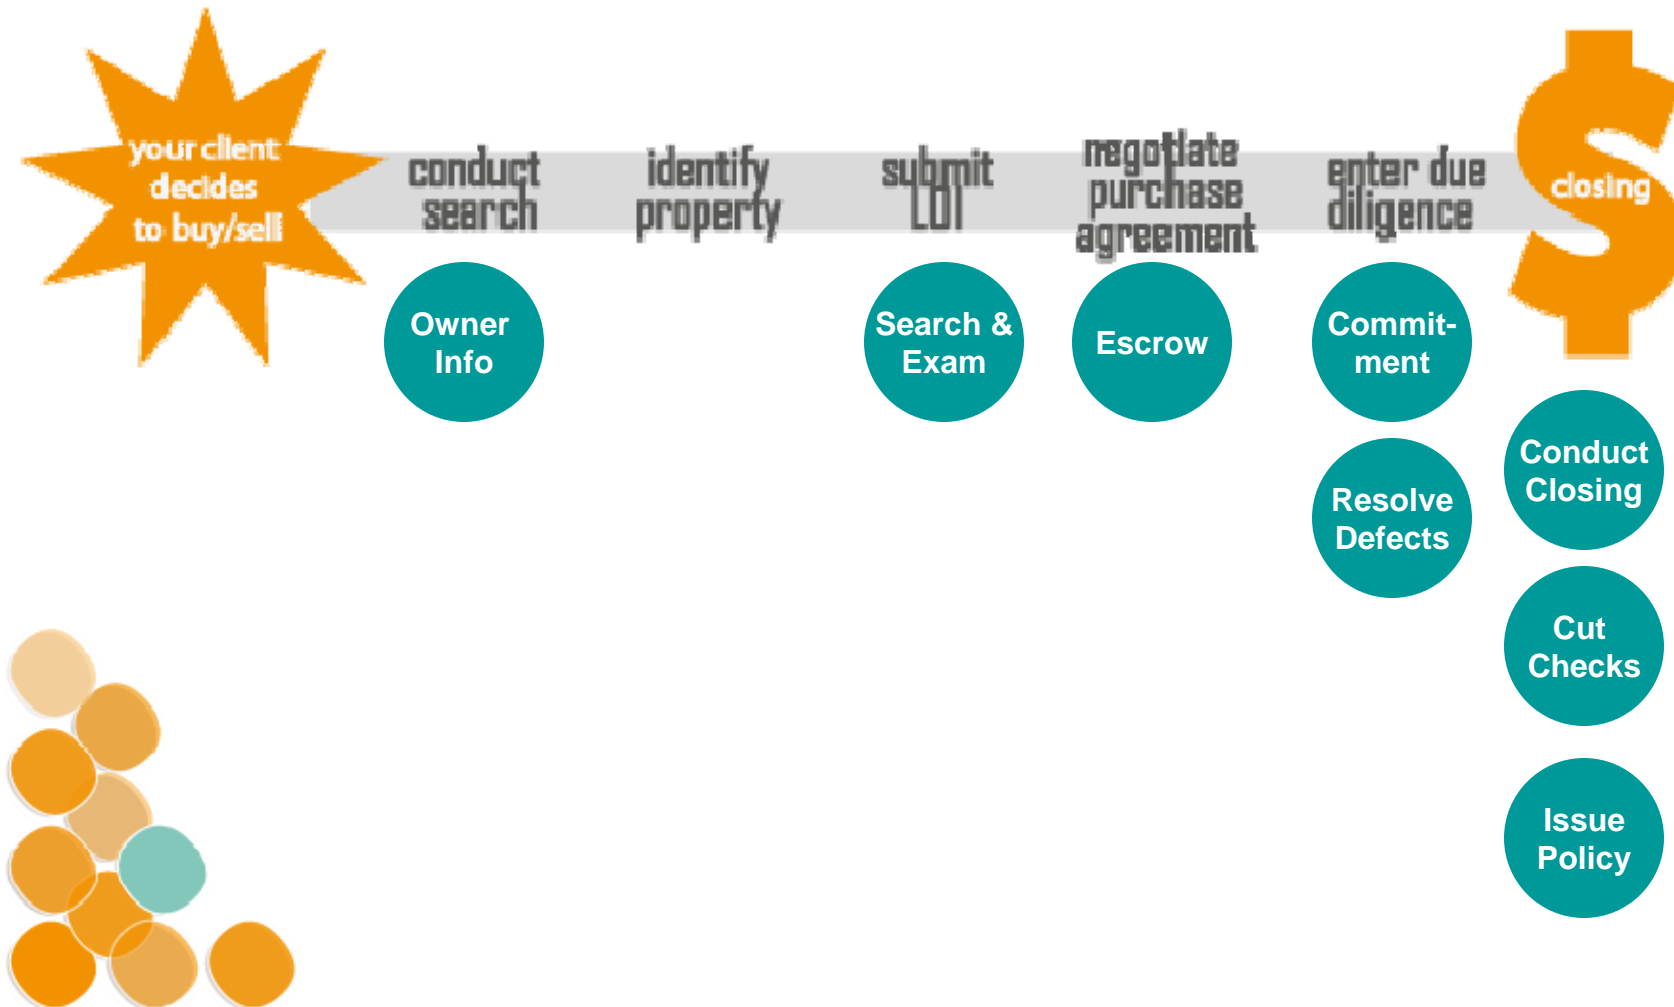 your client
decides
to buy/sell
conduct
search
identify
property
submit
LOI
negotiate
purchase
agreement
enter due
diligence
closing
Owner
Info
Search &
Exam
Escrow
Commit-
ment
Resolve
Defects
Conduct
Closing
Cut
Checks
Issue
Policy